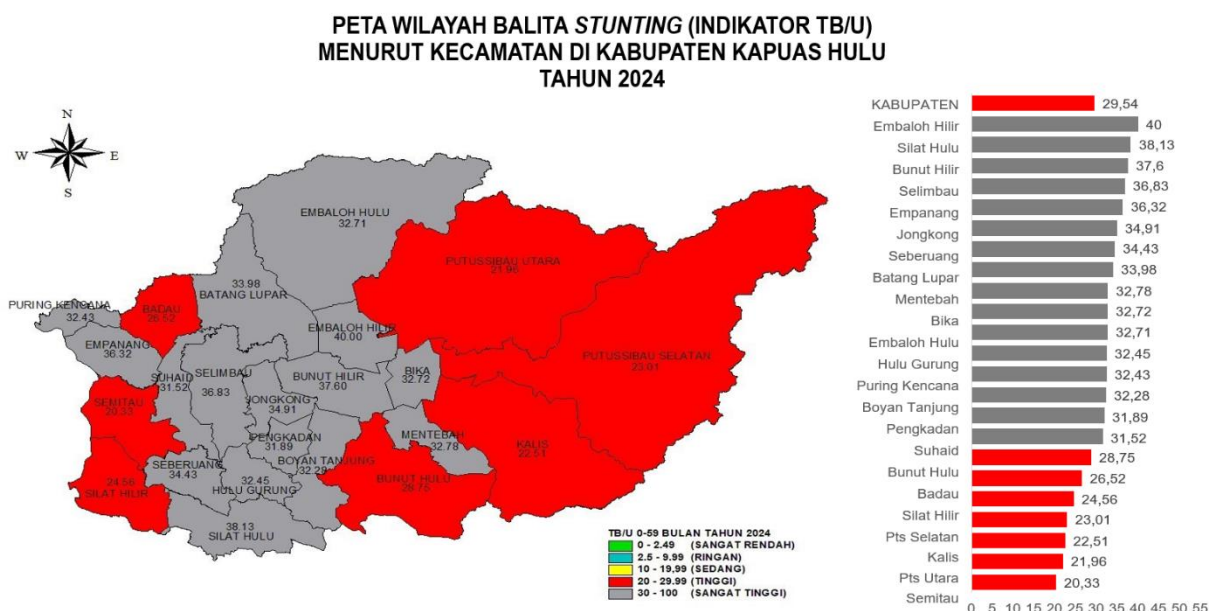 PETA WILAYAH BALITA STUNTING (INDIKATOR TB/U)
MENURUT KECAMATAN DI KABUPATEN KAPUAS HULU
TAHUN 2024
N
W E
S
EMBALOH HULU
32.71
PUTUSSIBAU UTARA
21.96
33.98
BATANG LUPAR
PURING KENCANA
32.43
BADAU
26.52
EMBALOH HILIR
40.00
EMPANANG
36.32
PUTUSSIBAU SELATAN
23.01
SUHAID
31.52
SELIMBAU
36.83
BUNUT HILIR
37.60
BIKA
32.72
JONGKONG
34.91
SEMITAU
20.33
PENGKADAN
31.89
MENTEBAH
32.78
KALIS
22.51
BOYAN TANJUNG
32.28
SEBERUANG
34.43
32.45
HULU GURUNG
BUNUT HULU
28.75
24.56
SILAT HILIR
38.13
SILAT HULU
TB/U 0-59 BULAN TAHUN 2024
0 - 2.49 (SANGAT RENDAH)
2.5 - 9.99 (RINGAN)
10 - 19,99 (SEDANG)
20 - 29.99 (TINGGI)
30 - 100 (SANGAT TINGGI)
KABUPATEN 29,54
Embaloh Hilir 40
Silat Hulu 38,13
Bunut Hilir 37,6
Selimbau 36,83
Empanang 36,32
Jongkong 34,91
Seberuang 34,43
Batang Lupar 33,98
Mentebah 32,78
Bika 32,72
Embaloh Hulu 32,71
Hulu Gurung 32,45
Puring Kencana 32,43
Boyan Tanjung 32,28
Pengkadan 31,89
Suhaid 31,52
Bunut Hulu 28,75
Badau 26,52
Silat Hilir 24,56
Pts Selatan 23,01
Kalis 22,51
Pts Utara 21,96
Semitau 20,33
0 5 10 15 20 25 30 35 40 45 50 55